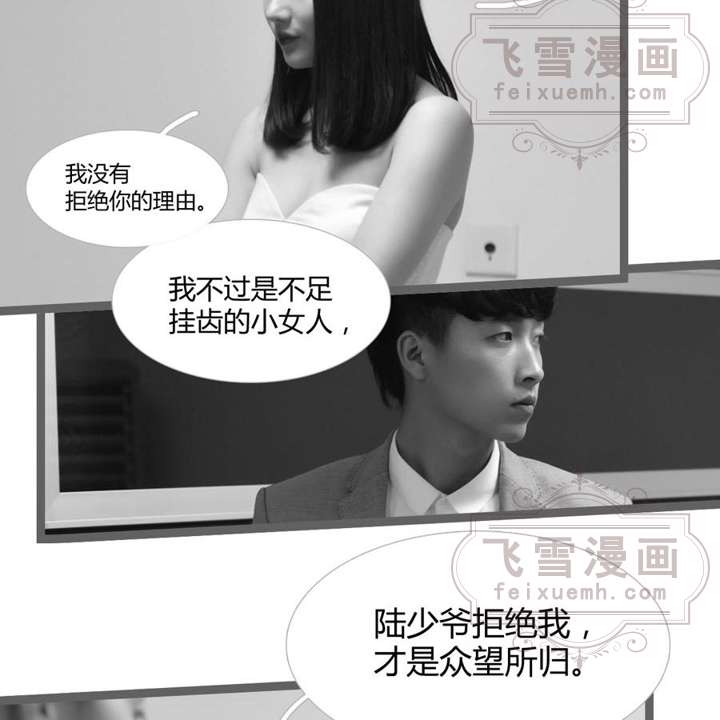 飞雪漫画
feixuemh.com
我没有
拒绝你的理由。
我不过是不足
挂齿的小女人，
飞雪漫画
feixuemh.com
陆少爷拒绝我，
才是众望所归。